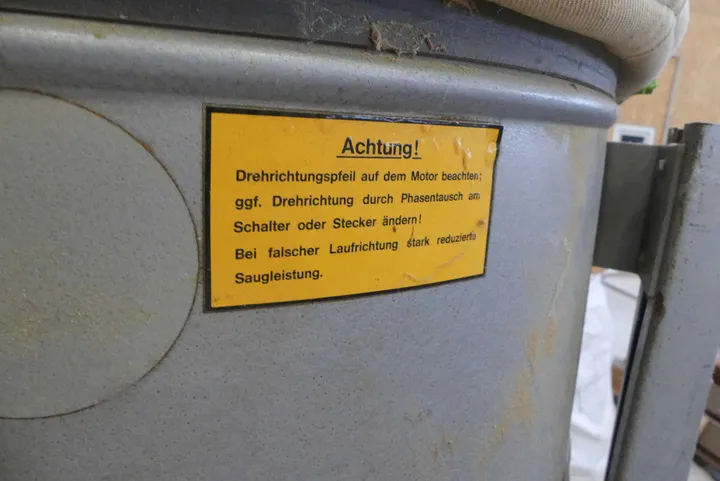 Achtung!
Drehrichtungspfeil auf dem Motor beachten;
ggf. Drehrichtung durch Phasentausch am
Schalter oder Stecker ändern!
Bei falscher Laufrichtung stark reduzierte
Saugleistung.